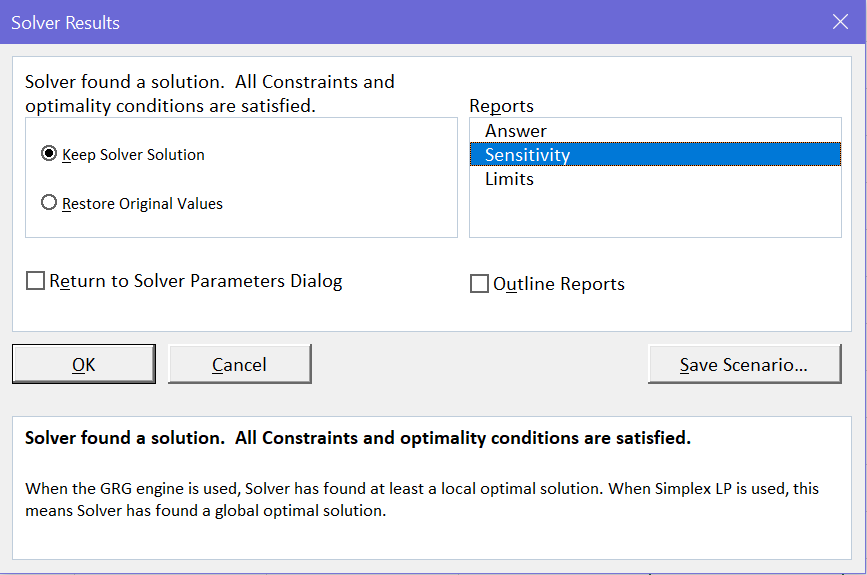 Solver Results
Solver found a solution.  All Constraints and
optimality conditions are satisfied.
Keep Solver Solution
Restore Original Values
Reports
Answer
Sensitivity
Limits
Return to Solver Parameters Dialog
Outline Reports
OK
Cancel
Save Scenario...
Solver found a solution.  All Constraints and optimality conditions are satisfied.
When the GRG engine is used, Solver has found at least a local optimal solution. When Simplex LP is used, this
means Solver has found a global optimal solution.